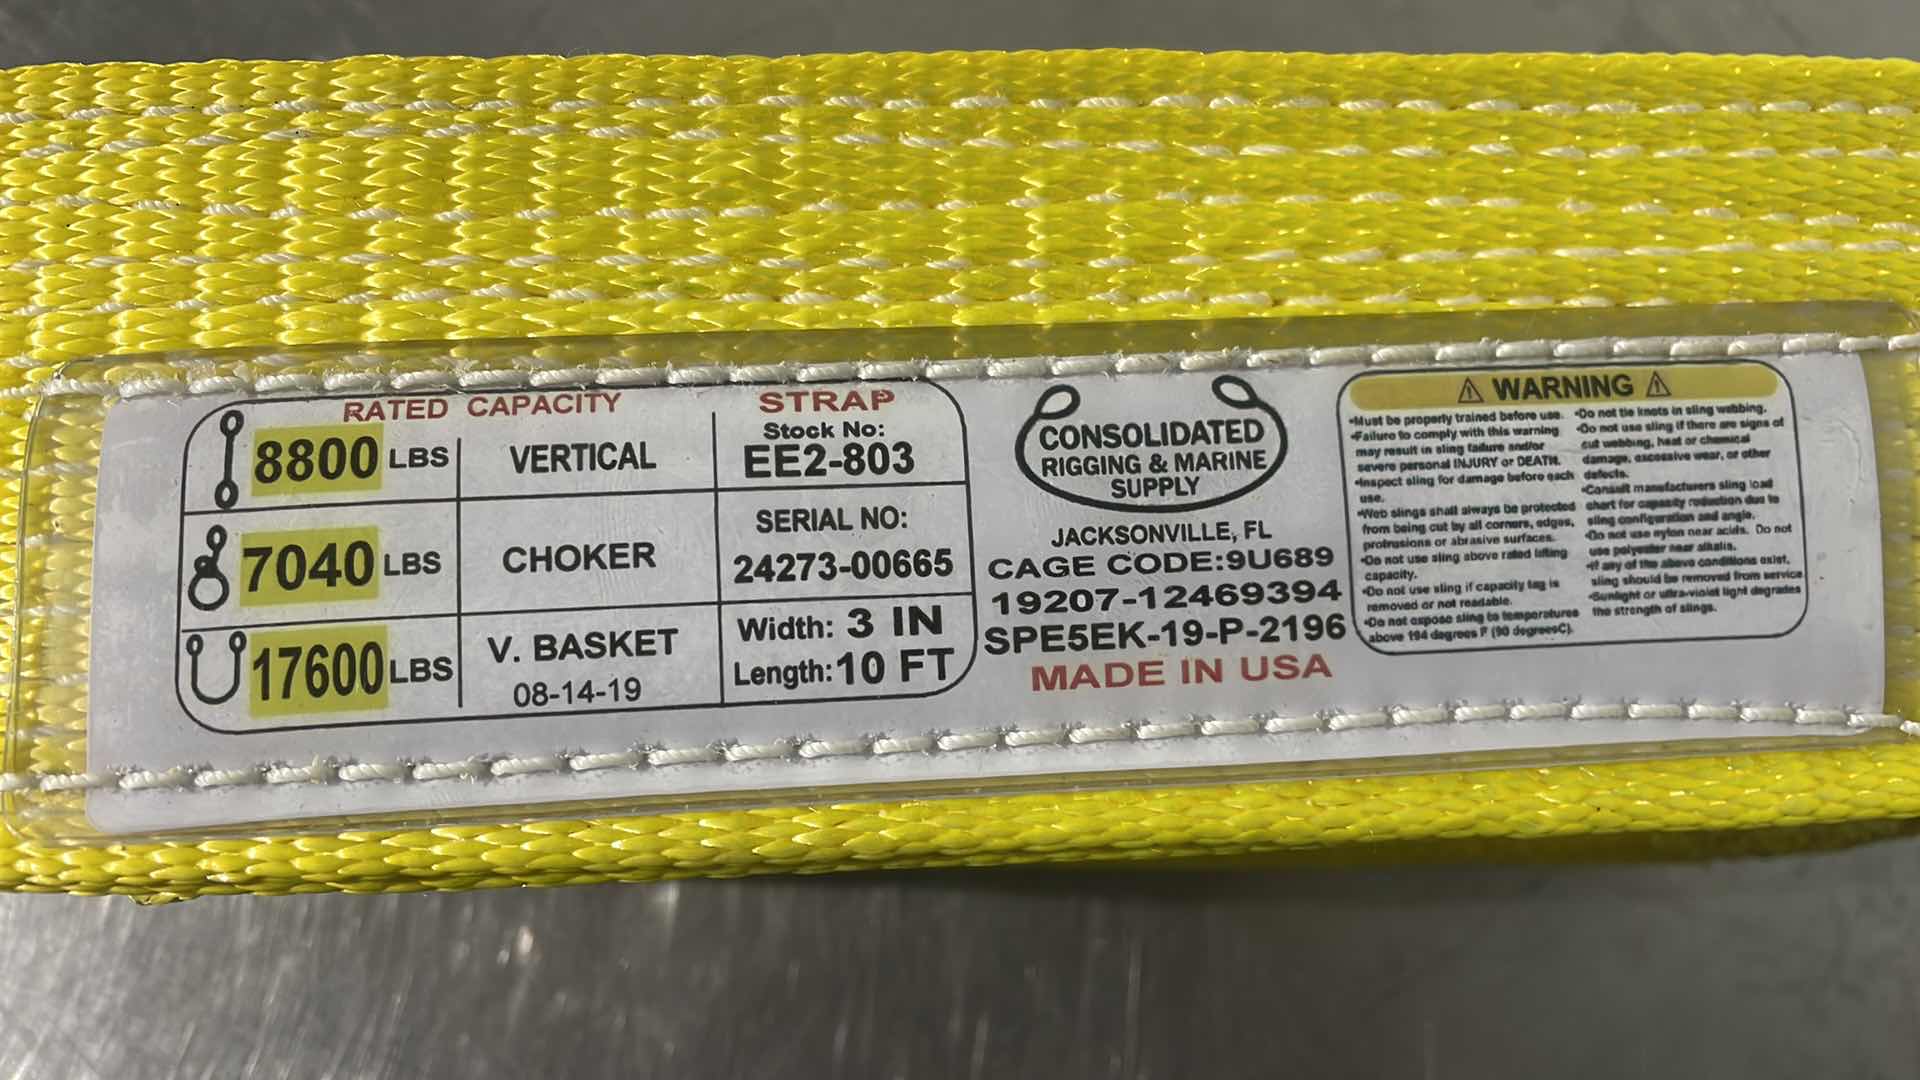 RATED CAPACITY
8800 LBS
VERTICAL
7040 LBS
CHOKER
17600 LBS
V. BASKET
08-14-19
STRAP
Stock No:
EE2-803
SERIAL NO:
24273-00665
Width: 3 IN
Length: 10 FT
CONSOLIDATED
RIGGING & MARINE
SUPPLY
JACKSONVILLE, FL
CAGE CODE:9U689
19207-12469394
SPE5EK-19-P-2196
MADE IN USA
⚠ WARNING ⚠
•Must be properly trained before use.
•Failure to comply with this warning
may result in sling failure and/or
severe personal INJURY or DEATH.
•Inspect sling for damage before each
use.
•Web slings shall always be protected
from being cut by all corners, edges,
protrusions or abrasive surfaces.
•Do not use sling above rated lifting
capacity.
•Do not use sling if capacity tag is
removed or not readable.
•Do not expose sling to temperatures
above 194 degrees F (90 degreesC).
•Do not tie knots in sling webbing.
•Do not use sling if there are signs of
cut webbing, heat or chemical
damage, excessive wear, or other
defects.
•Consult manufacturers sling load
chart for capacity reduction due to
sling configuration and angle.
•Do not use nylon near acids. Do not
use polyester near alkalis.
•If any of the above conditions exist,
sling should be removed from service
•Sunlight or ultra-violet light degrades
the strength of slings.